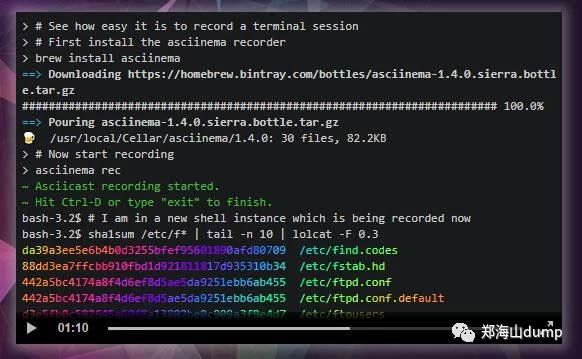 > # See how easy it is to record a terminal session
> # First install the asciinema recorder
> brew install asciinema
==> Downloading https://homebrew.bintray.com/bottles/asciinema-1.4.0.sierra.bottl
e.tar.gz
######################################################################## 100.0%
==> Pouring asciinema-1.4.0.sierra.bottle.tar.gz
🍺  /usr/local/Cellar/asciinema/1.4.0: 30 files, 82.2KB
> # Now start recording
> asciinema rec
~ Asciicast recording started.
~ Hit Ctrl-D or type "exit" to finish.
bash-3.2$ # I am in a new shell instance which is being recorded now
bash-3.2$ sha1sum /etc/f* | tail -n 10 | lolcat -F 0.3
da39a3ee5e6b4b0d3255bfef95601890afd80709  /etc/find.codes
88dd3ea7ffcbb910fbd1d921811817d935310b34  /etc/fstab.hd
442a5bc4174a8f4d6ef8d5ae5da9251ebb6ab455  /etc/ftpd.conf
442a5bc4174a8f4d6ef8d5ae5da9251ebb6ab455  /etc/ftpd.conf.default
/etc/ftpusers
01:10
郑海山dump